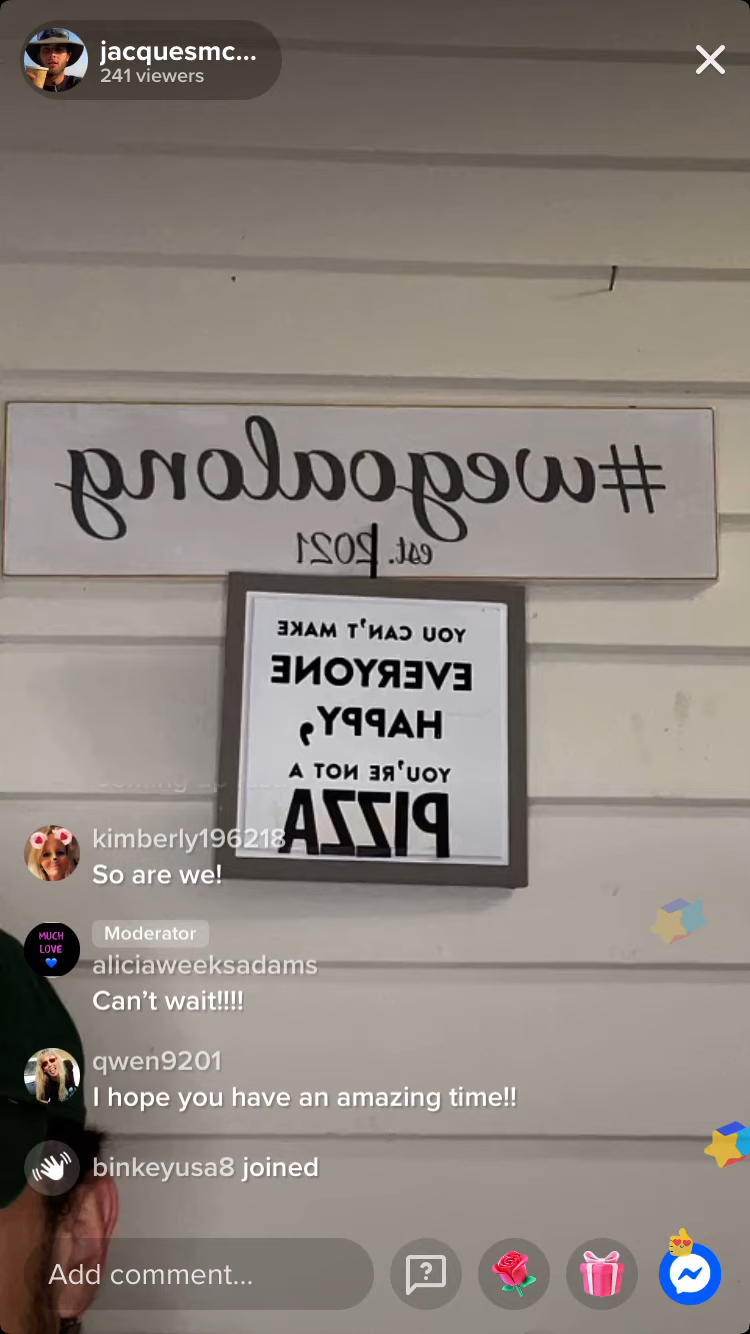 jacquesmc...
241 viewers
#wegoalong
est. 2021
YOU CAN'T MAKE
EVERYONE
HAPPY,
YOU'RE NOT A
PIZZA
kimberly196218
So are we!
MUCH
LOVE
Moderator
aliciaweeksadams
Can't wait!!!!
qwen9201
I hope you have an amazing time!!
binkeyusa8 joined
Add comment...